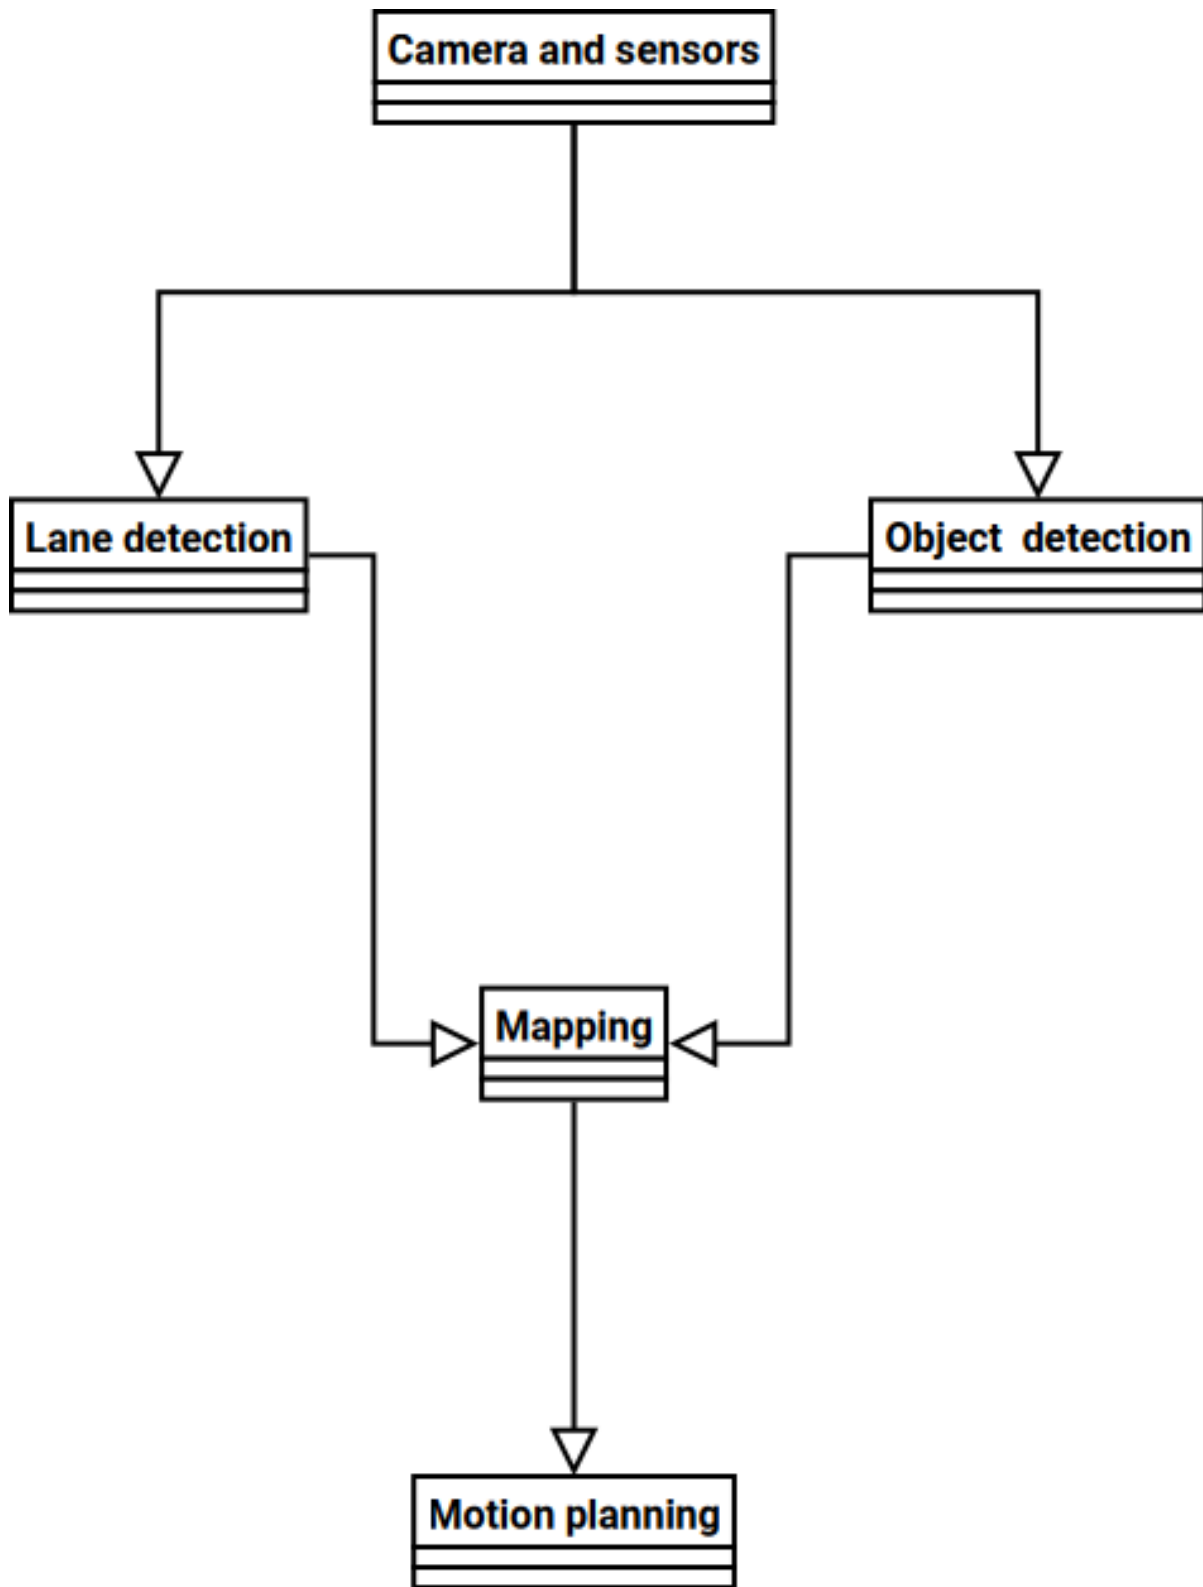 Camera and sensors
Lane detection
Object  detection
Mapping
Motion planning